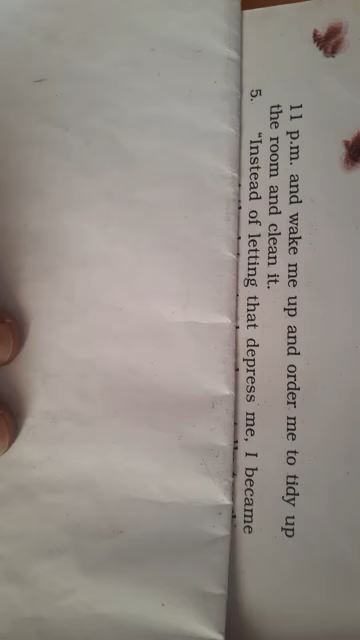 11 p.m. and wake me up and order me to tidy up
the room and clean it.
5. "Instead of letting that depress me, I became